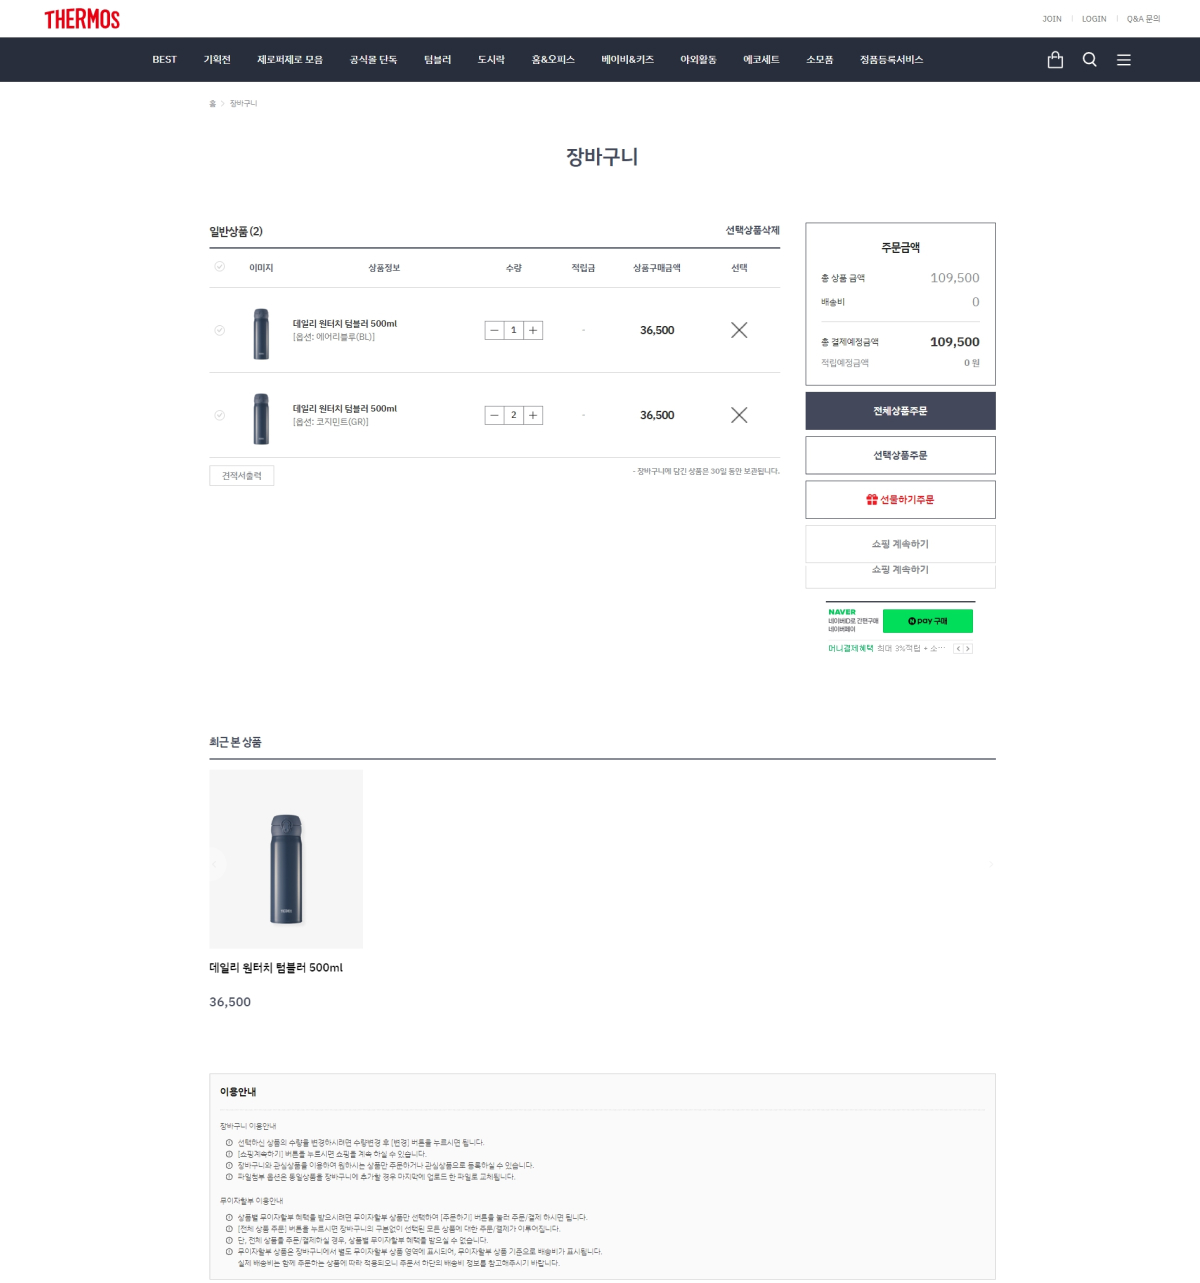 THERMOS
JOIN LOGIN Q&A 문의
BEST 기획전 제로퍼제로 모음 공식몰 단독 텀블러 도시락 홈&오피스 베이비&키즈 야외활동 에코세트 소모품 정품등록서비스
홈 > 장바구니
장바구니
일반상품 (2)
선택상품삭제
이미지 상품정보 수량 적립금 상품구매금액 선택
데일리 원터치 텀블러 500ml
[옵션: 에어리블루(BL)]
1 - 36,500
데일리 원터치 텀블러 500ml
[옵션: 코지민트(GR)]
2 - 36,500
견적서출력
- 장바구니에 담긴 상품은 30일 동안 보관됩니다.
주문금액
총 상품 금액 109,500
배송비 0
총 결제예정금액 109,500
적립예정금액 0 원
전체상품주문
선택상품주문
선물하기주문
쇼핑 계속하기
쇼핑 계속하기
NAVER
네이버ID로 간편구매
네이버페이
N pay 구매
머니결제혜택 최대 3%적립 + 소…
최근 본 상품
THERMOS
데일리 원터치 텀블러 500ml
36,500
이용안내
장바구니 이용안내
① 선택하신 상품의 수량을 변경하시려면 수량변경 후 [변경] 버튼을 누르시면 됩니다.
① [쇼핑계속하기] 버튼을 누르시면 쇼핑을 계속 하실 수 있습니다.
① 장바구니와 관심상품을 이용하여 원하시는 상품만 주문하거나 관심상품으로 등록하실 수 있습니다.
① 파일첨부 옵션은 동일상품을 장바구니에 추가할 경우 마지막에 업로드 한 파일로 교체됩니다.
무이자할부 이용안내
① 상품별 무이자할부 혜택을 받으시려면 무이자할부 상품만 선택하여 [주문하기] 버튼을 눌러 주문/결제 하시면 됩니다.
① [전체 상품 주문] 버튼을 누르시면 장바구니의 구분없이 선택된 모든 상품에 대한 주문/결제가 이루어집니다.
① 단, 전체 상품을 주문/결제하실 경우, 상품별 무이자할부 혜택을 받으실 수 없습니다.
① 무이자할부 상품은 장바구니에서 별도 무이자할부 상품 영역에 표시되어, 무이자할부 상품 기준으로 배송비가 표시됩니다.
실제 배송비는 함께 주문하는 상품에 따라 적용되오니 주문서 하단의 배송비 정보를 참고해주시기 바랍니다.